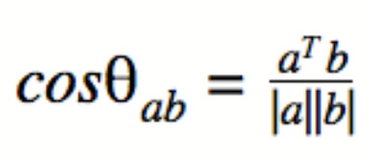 cosθ_ab = a^T b / |a||b|